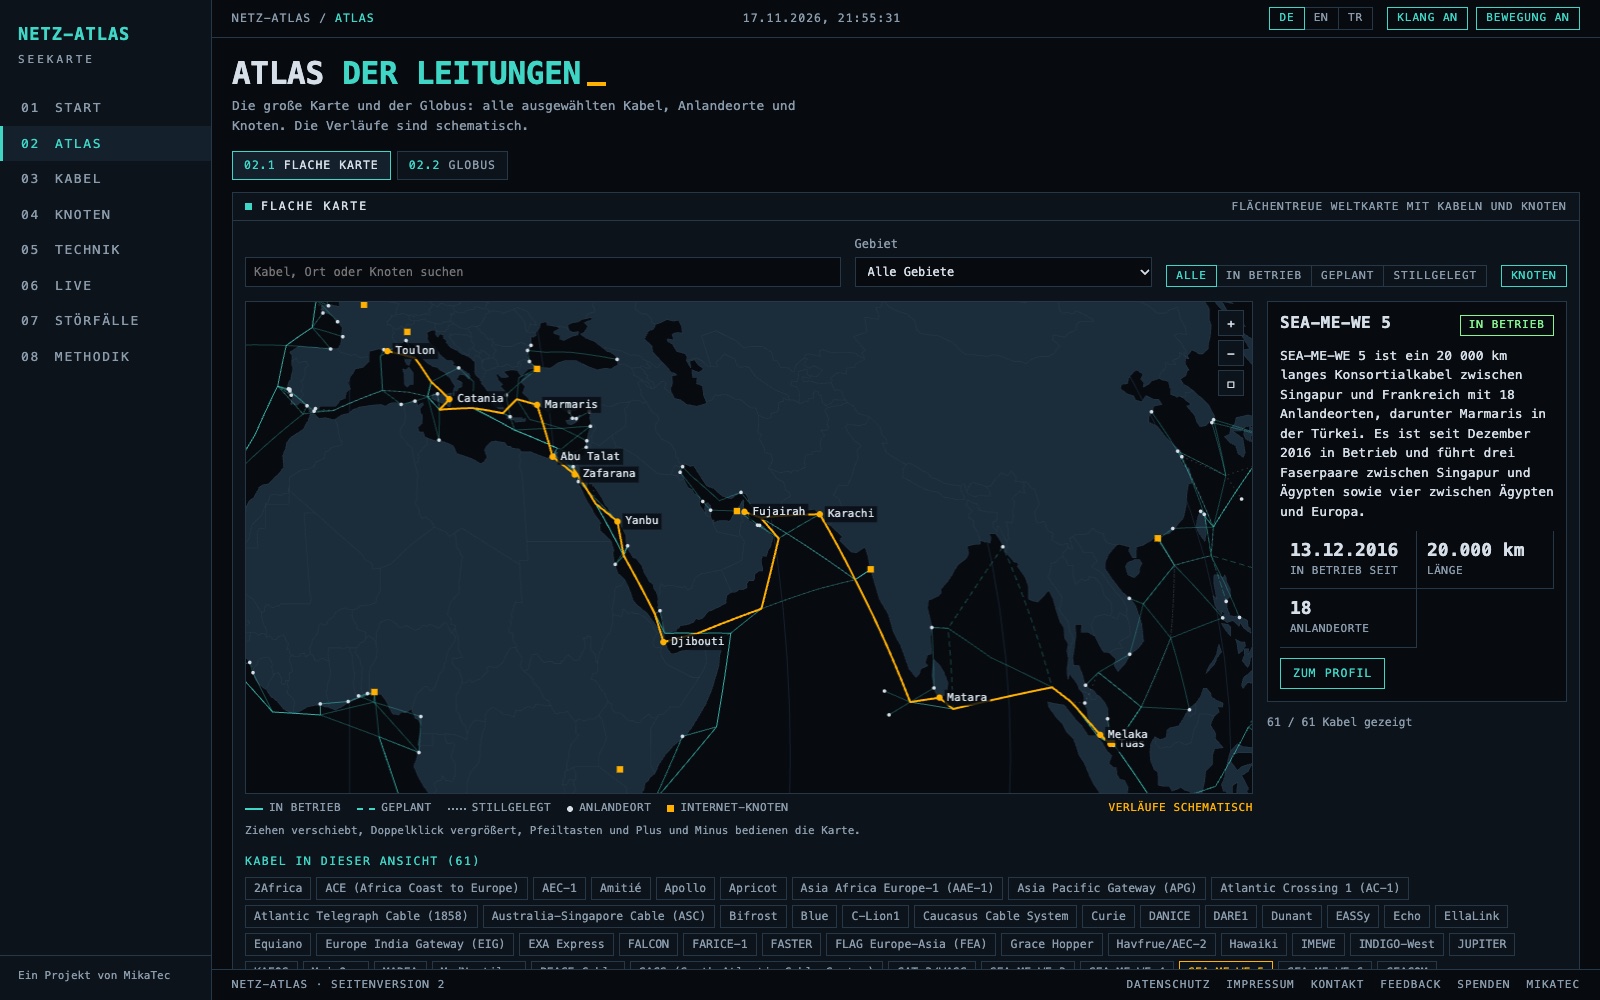 NETZ-ATLAS
SEEKARTE
01 START
02 ATLAS
03 KABEL
04 KNOTEN
05 TECHNIK
06 LIVE
07 STÖRFÄLLE
08 METHODIK
Ein Projekt von MikaTec
NETZ-ATLAS / ATLAS
17.11.2026, 21:55:31
DE EN TR
KLANG AN
BEWEGUNG AN
ATLAS DER LEITUNGEN_
Die große Karte und der Globus: alle ausgewählten Kabel, Anlandeorte und
Knoten. Die Verläufe sind schematisch.
02.1 FLACHE KARTE
02.2 GLOBUS
FLACHE KARTE
FLÄCHENTREUE WELTKARTE MIT KABELN UND KNOTEN
Kabel, Ort oder Knoten suchen
Gebiet
Alle Gebiete
ALLE IN BETRIEB GEPLANT STILLGELEGT
KNOTEN
+
−
Toulon
Catania
Marmaris
Abu Talat
Zafarana
Yanbu
Fujairah
Karachi
Djibouti
Matara
Melaka
Tuas
SEA-ME-WE 5
IN BETRIEB
SEA-ME-WE 5 ist ein 20 000 km
langes Konsortialkabel zwischen
Singapur und Frankreich mit 18
Anlandeorten, darunter Marmaris in
der Türkei. Es ist seit Dezember
2016 in Betrieb und führt drei
Faserpaare zwischen Singapur und
Ägypten sowie vier zwischen Ägypten
und Europa.
13.12.2016
IN BETRIEB SEIT
20.000 km
LÄNGE
18
ANLANDEORTE
ZUM PROFIL
61 / 61 Kabel gezeigt
IN BETRIEB GEPLANT STILLGELEGT ANLANDEORT INTERNET-KNOTEN
VERLÄUFE SCHEMATISCH
Ziehen verschiebt, Doppelklick vergrößert, Pfeiltasten und Plus und Minus bedienen die Karte.
KABEL IN DIESER ANSICHT (61)
2Africa ACE (Africa Coast to Europe) AEC-1 Amitié Apollo Apricot Asia Africa Europe-1 (AAE-1) Asia Pacific Gateway (APG) Atlantic Crossing 1 (AC-1)
Atlantic Telegraph Cable (1858) Australia-Singapore Cable (ASC) Bifrost Blue C-Lion1 Caucasus Cable System Curie DANICE DARE1 Dunant EASSy Echo EllaLink
Equiano Europe India Gateway (EIG) EXA Express FALCON FARICE-1 FASTER FLAG Europe-Asia (FEA) Grace Hopper Havfrue/AEC-2 Hawaiki IMEWE INDIGO-West JUPITER
NETZ-ATLAS · SEITENVERSION 2
DATENSCHUTZ IMPRESSUM KONTAKT FEEDBACK SPENDEN MIKATEC